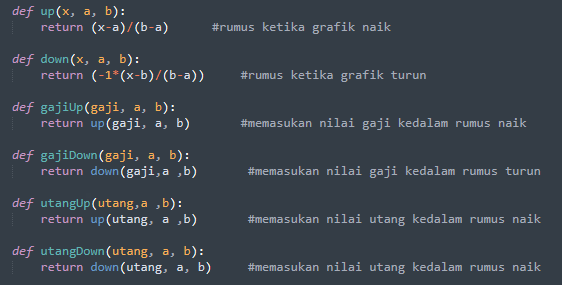 def up(x, a, b):
    return (x-a)/(b-a)      #rumus ketika grafik naik
def down(x, a, b):
    return (-1*(x-b)/(b-a))     #rumus ketika grafik turun
def gajiUp(gaji, a, b):
    return up(gaji, a, b)       #memasukan nilai gaji kedalam rumus naik
def gajiDown(gaji, a, b):
    return down(gaji,a ,b)       #memasukan nilai gaji kedalam rumus turun
def utangUp(utang,a ,b):
    return up(utang, a ,b)       #memasukan nilai utang kedalam rumus naik
def utangDown(utang, a, b):
    return down(utang, a, b)     #memasukan nilai utang kedalam rumus naik